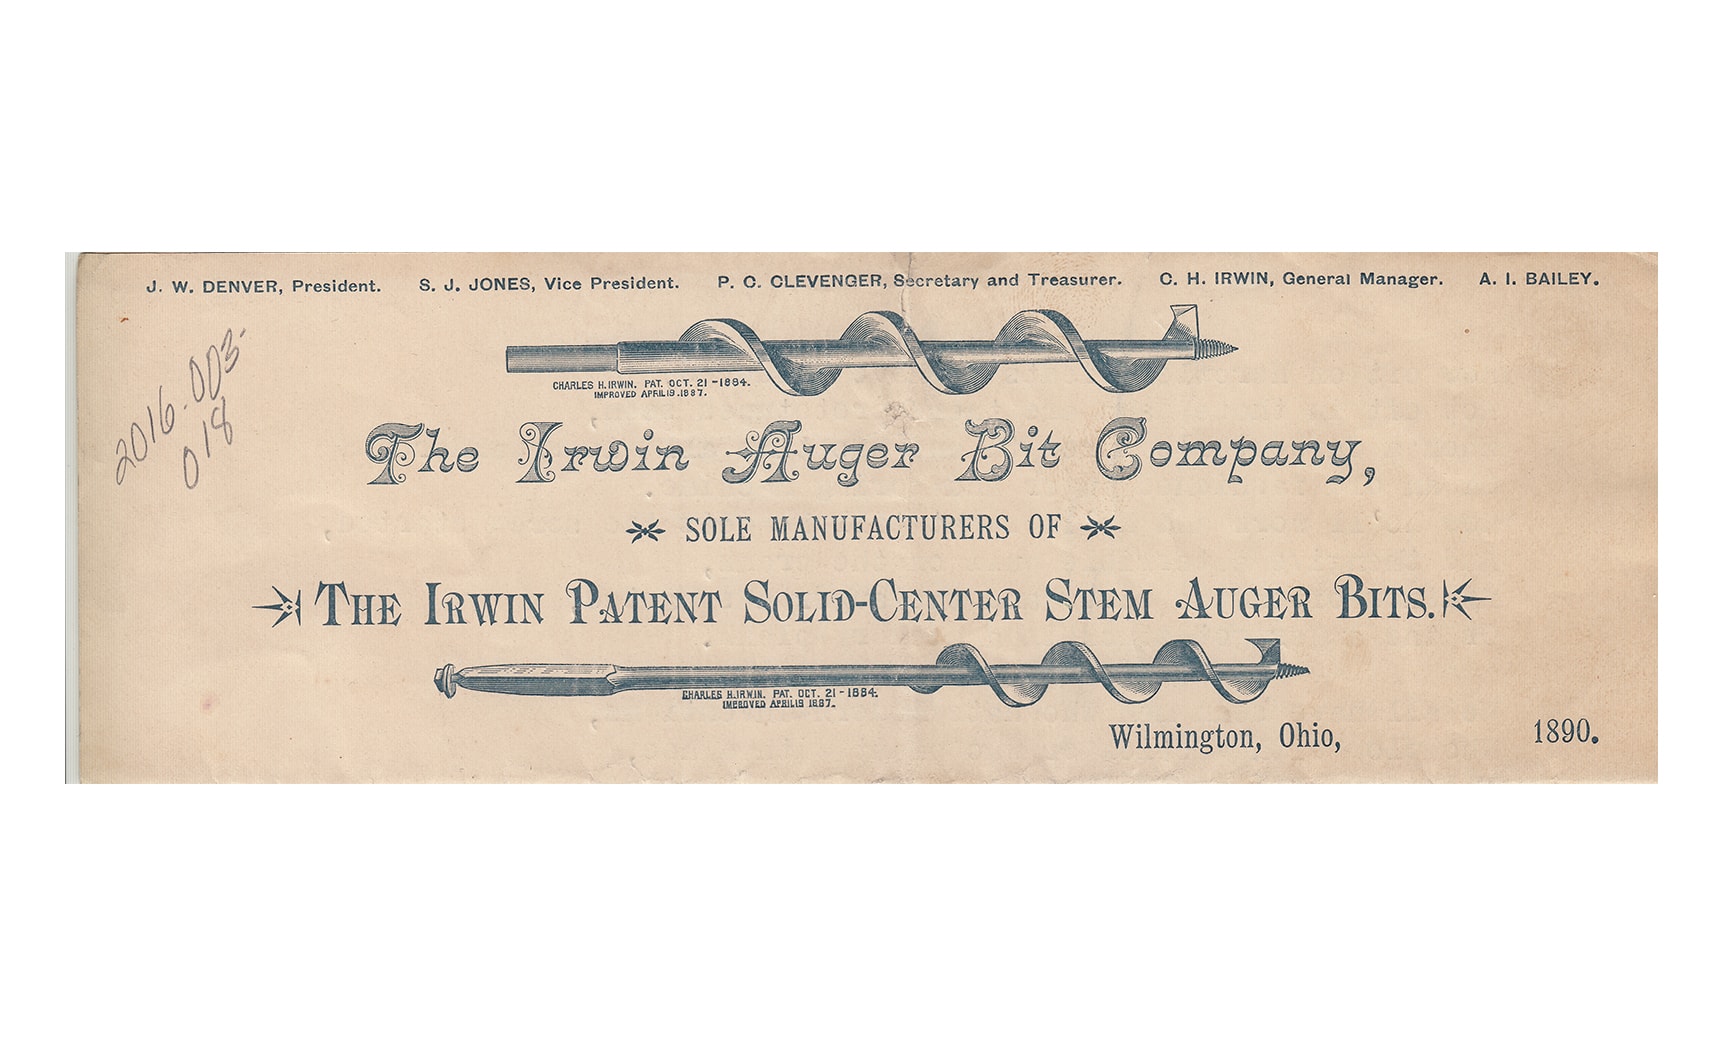 J. W. DENVER, President. S. J. JONES, Vice President. P. C. CLEVENGER, Secretary and Treasurer. C. H. IRWIN, General Manager. A. I. BAILEY.
2016.003-
018
CHARLES H. IRWIN. PAT. OCT. 21-1884.
IMPROVED APRIL 19.1887.
The Irwin Auger Bit Company,
SOLE MANUFACTURERS OF
THE IRWIN PATENT SOLID-CENTER STEM AUGER BITS.
CHARLES H. IRWIN. PAT. OCT. 21-1884.
IMPROVED APRIL 19 1887.
Wilmington, Ohio, 1890.